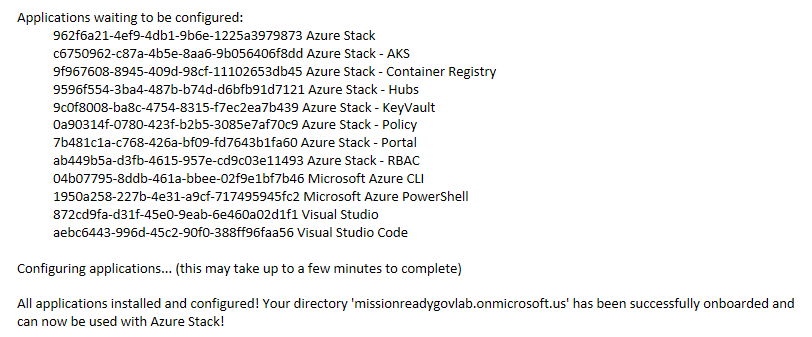 Applications waiting to be configured:
962f6a21-4ef9-4db1-9b6e-1225a3979873 Azure Stack
c6750962-c87a-4b5e-8aa6-9b056406f8dd Azure Stack - AKS
9f967608-8945-409d-98cf-11102653db45 Azure Stack - Container Registry
9596f554-3ba4-487b-b74d-d6bfb91d7121 Azure Stack - Hubs
9c0f8008-ba8c-4754-8315-f7ec2ea7b439 Azure Stack - KeyVault
0a90314f-0780-423f-b2b5-3085e7af70c9 Azure Stack - Policy
7b481c1a-c768-426a-bf09-fd7643b1fa60 Azure Stack - Portal
ab449b5a-d3fb-4615-957e-cd9c03e11493 Azure Stack - RBAC
04b07795-8ddb-461a-bbee-02f9e1bf7b46 Microsoft Azure CLI
1950a258-227b-4e31-a9cf-717495945fc2 Microsoft Azure PowerShell
872cd9fa-d31f-45e0-9eab-6e460a02d1f1 Visual Studio
aebc6443-996d-45c2-90f0-388ff96faa56 Visual Studio Code
Configuring applications... (this may take up to a few minutes to complete)
All applications installed and configured! Your directory 'missionreadygovlab.onmicrosoft.us' has been successfully onboarded and
can now be used with Azure Stack!